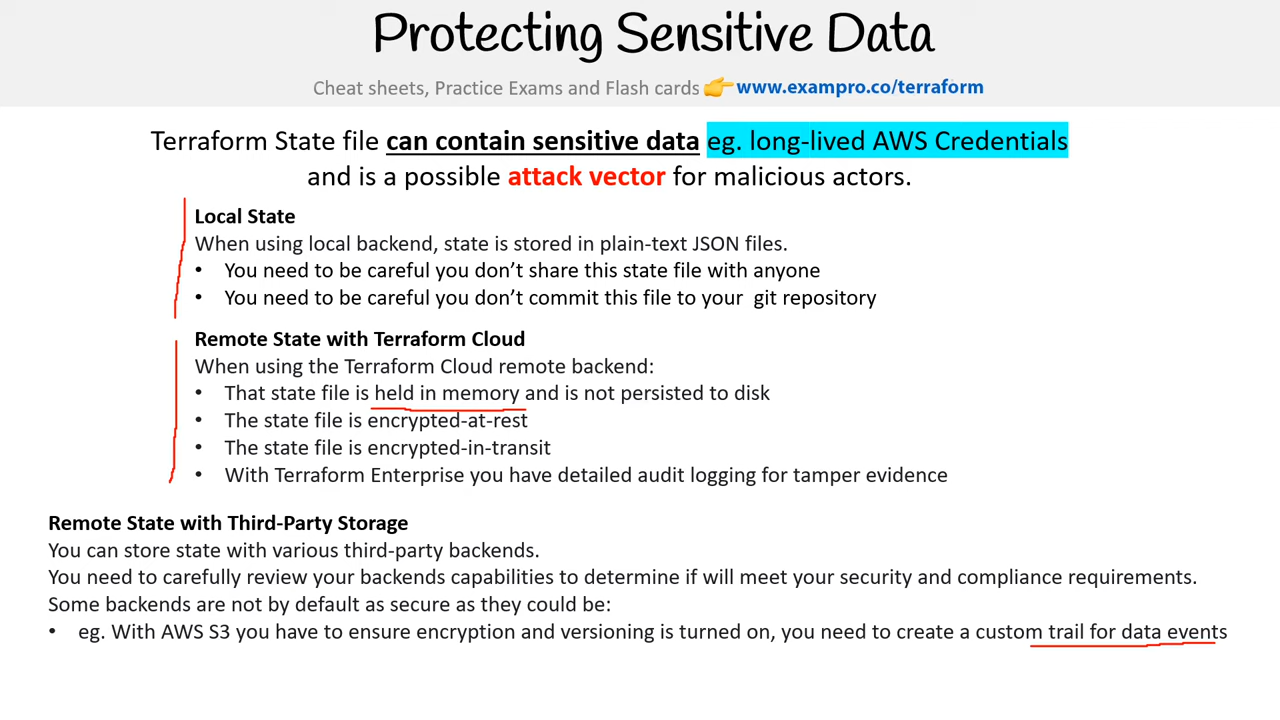 Protecting Sensitive Data
Cheat sheets, Practice Exams and Flash cards 👉 www.exampro.co/terraform
Terraform State file can contain sensitive data eg. long-lived AWS Credentials
and is a possible attack vector for malicious actors.
Local State
When using local backend, state is stored in plain-text JSON files.
• You need to be careful you don’t share this state file with anyone
• You need to be careful you don’t commit this file to your git repository
Remote State with Terraform Cloud
When using the Terraform Cloud remote backend:
• That state file is held in memory and is not persisted to disk
• The state file is encrypted-at-rest
• The state file is encrypted-in-transit
• With Terraform Enterprise you have detailed audit logging for tamper evidence
Remote State with Third-Party Storage
You can store state with various third-party backends.
You need to carefully review your backends capabilities to determine if will meet your security and compliance requirements.
Some backends are not by default as secure as they could be:
• eg. With AWS S3 you have to ensure encryption and versioning is turned on, you need to create a custom trail for data events